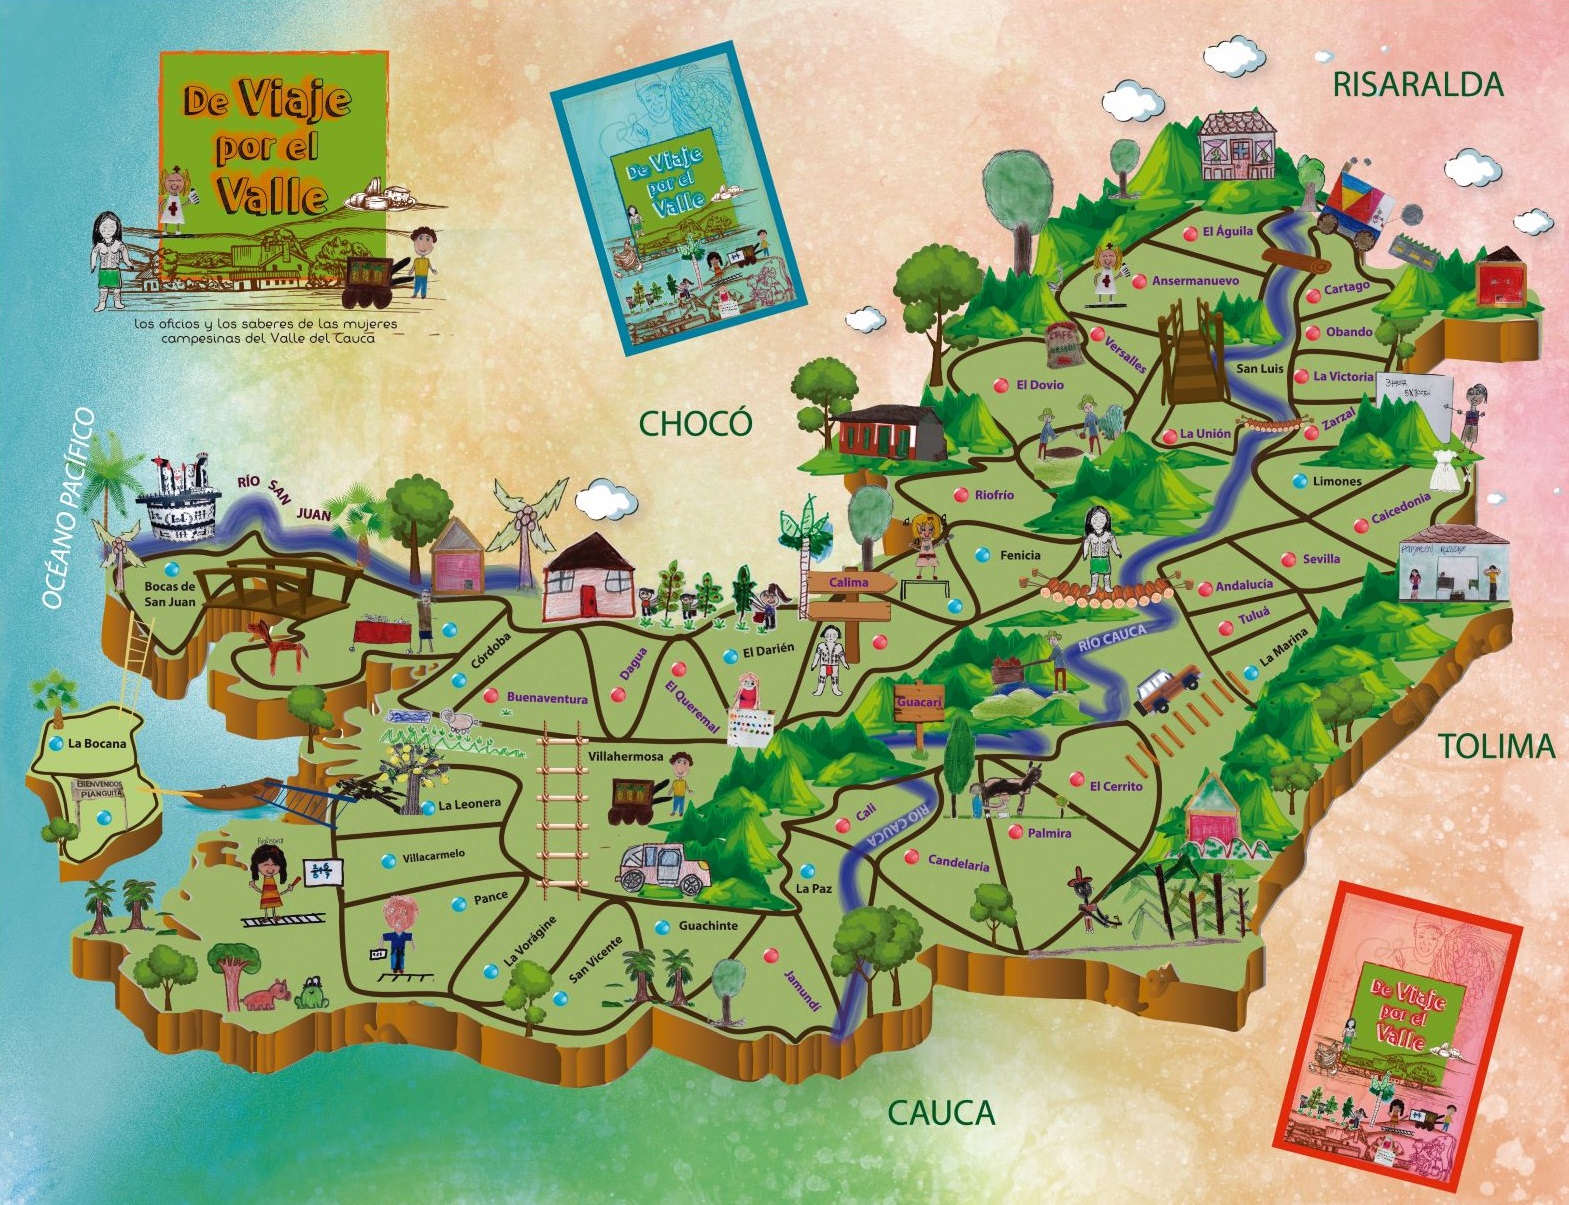 De Viaje
por el
Valle
Los oficios y los saberes de las mujeres
campesinas del Valle del Cauca
De Viaje
por el
Valle
RISARALDA
CHOCÓ
OCÉANO PACÍFICO
RÍO SAN JUAN
El Águila
Ansermanuevo
Cartago
Versalles
Obando
San Luis
La Victoria
El Dovio
CAFÉ
La Unión
Zarzal
Limones
Riofrío
Caicedonia
Fenicia
Sevilla
Calima
Andalucía
Bocas de
San Juan
Tuluá
RÍO CAUCA
La Marina
Córdoba
Dagua
El Darién
El Queremal
Buenaventura
Guacarí
La Bocana
BIENVENIDOS
PIANGUITA
Villahermosa
TOLIMA
El Cerrito
La Leonera
Cali
RÍO CAUCA
Palmira
Villacarmelo
Candelaria
La Paz
Pance
La Vorágine
San Vicente
Guachinte
Jamundí
CAUCA
De Viaje
por el
Valle